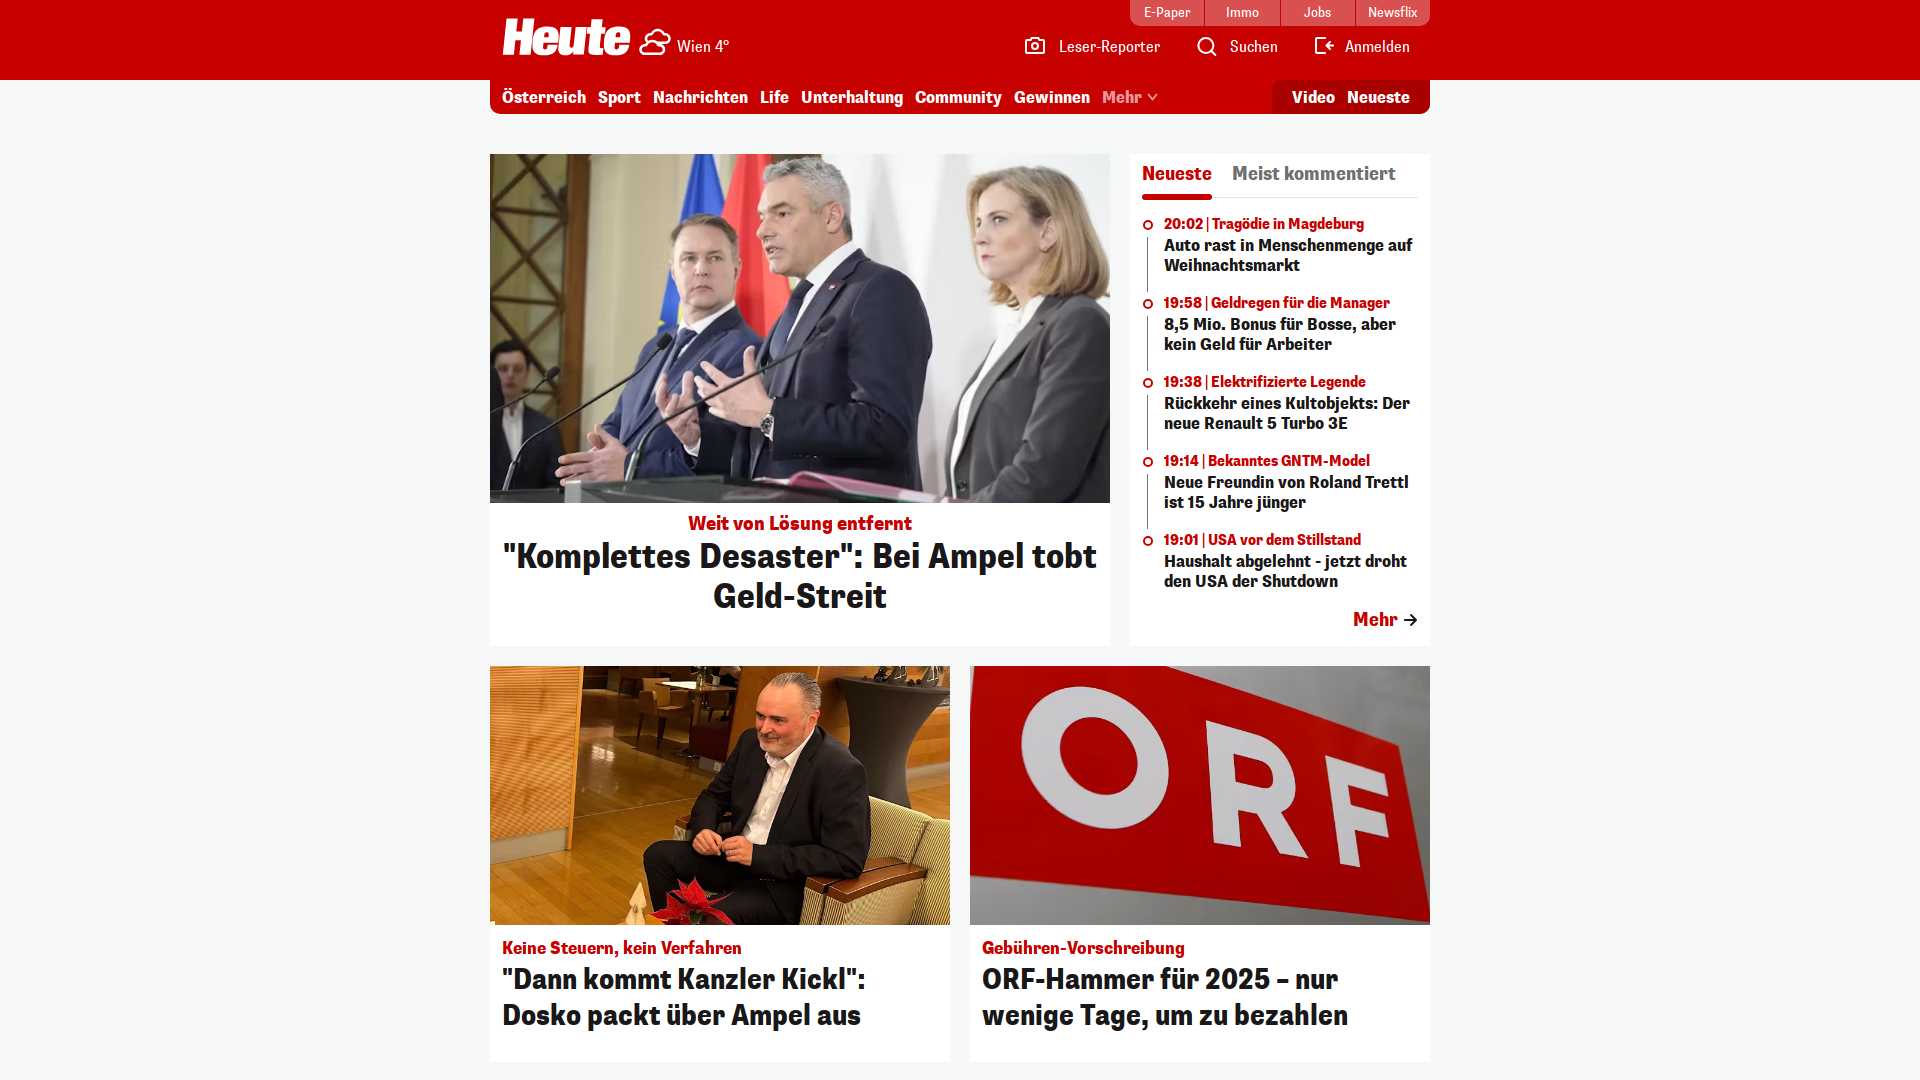 E-Paper
Immo
Jobs
Newsflix
Heute
Wien 4°
Leser-Reporter
Suchen
Anmelden
Österreich
Sport
Nachrichten
Life
Unterhaltung
Community
Gewinnen
Mehr
Video
Neueste
Weit von Lösung entfernt
"Komplettes Desaster": Bei Ampel tobt
Geld-Streit
Neueste
Meist kommentiert
20:02 | Tragödie in Magdeburg
Auto rast in Menschenmenge auf
Weihnachtsmarkt
19:58 | Geldregen für die Manager
8,5 Mio. Bonus für Bosse, aber
kein Geld für Arbeiter
19:38 | Elektrifizierte Legende
Rückkehr eines Kultobjekts: Der
neue Renault 5 Turbo 3E
19:14 | Bekanntes GNTM-Model
Neue Freundin von Roland Trettl
ist 15 Jahre jünger
19:01 | USA vor dem Stillstand
Haushalt abgelehnt - jetzt droht
den USA der Shutdown
Mehr
Keine Steuern, kein Verfahren
"Dann kommt Kanzler Kickl":
Dosko packt über Ampel aus
ORF
Gebühren-Vorschreibung
ORF-Hammer für 2025 – nur
wenige Tage, um zu bezahlen